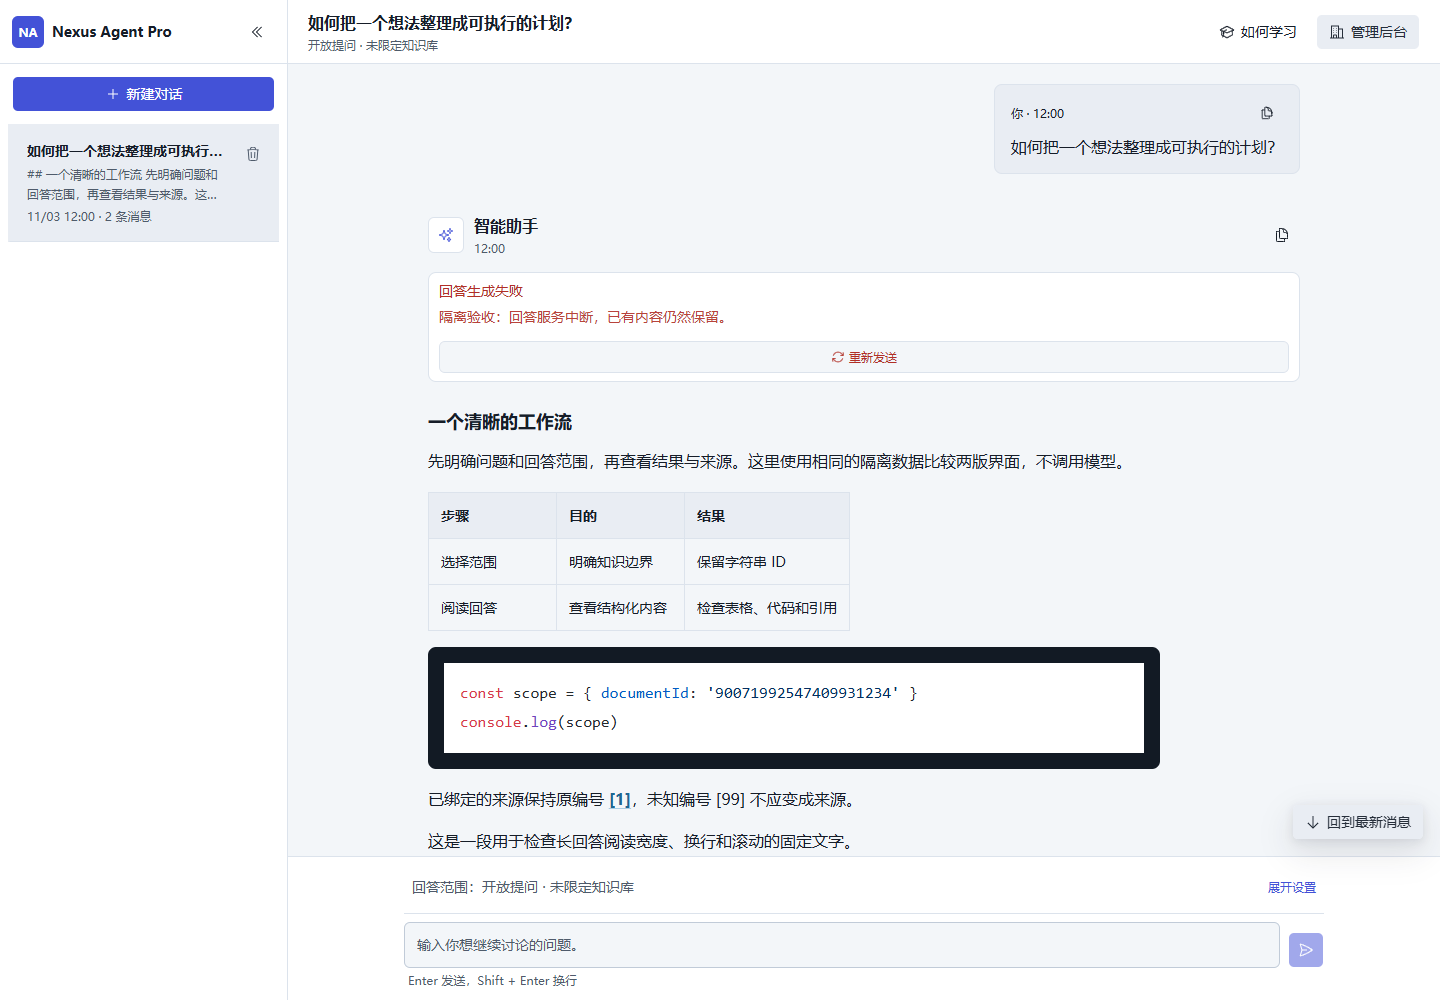 NA Nexus Agent Pro
+ 新建对话
如何把一个想法整理成可执行...
## 一个清晰的工作流 先明确问题和
回答范围，再查看结果与来源。这...
11/03 12:00 · 2 条消息
如何把一个想法整理成可执行的计划？
开放提问 · 未限定知识库
如何学习
管理后台
你 · 12:00
如何把一个想法整理成可执行的计划？
智能助手
12:00
回答生成失败
隔离验收：回答服务中断，已有内容仍然保留。
重新发送
一个清晰的工作流
先明确问题和回答范围，再查看结果与来源。这里使用相同的隔离数据比较两版界面，不调用模型。
步骤 目的 结果
选择范围 明确知识边界 保留字符串 ID
阅读回答 查看结构化内容 检查表格、代码和引用
const scope = { documentId: '90071992547409931234' }
console.log(scope)
已绑定的来源保持原编号 [1]，未知编号 [99] 不应变成来源。
这是一段用于检查长回答阅读宽度、换行和滚动的固定文字。
回到最新消息
回答范围：开放提问 · 未限定知识库
展开设置
输入你想继续讨论的问题。
Enter 发送，Shift + Enter 换行